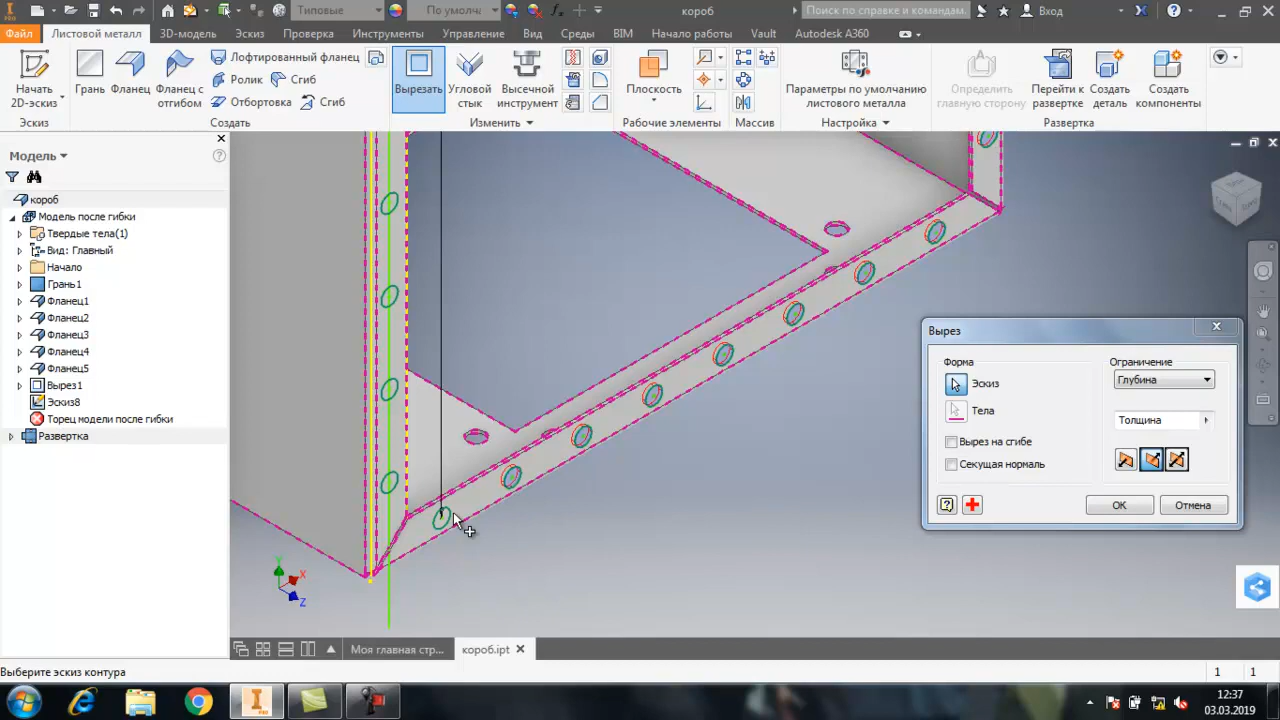 PRO
Типовые
По умолч
fx
короб
Поиск по справке и командам.
Вход
Файл
Листовой металл
3D-модель
Эскиз
Проверка
Инструменты
Управление
Вид
Среды
BIM
Начало работы
Vault
Autodesk A360
Начать
2D-эскиз
Грань
Фланец
Фланец с
отгибом
Лофтированный фланец
Ролик
Сгиб
Отбортовка
Сгиб
Вырезать
Угловой
стык
Высечной
инструмент
Плоскость
Параметры по умолчанию
листового металла
Определить
главную сторону
Перейти к
развертке
Создать
деталь
Создать
компоненты
Эскиз
Создать
Изменить
Рабочие элементы
Массив
Настройка
Развертка
Модель
короб
Модель после гибки
Твердые тела(1)
Вид: Главный
Начало
Грань1
Фланец1
Фланец2
Фланец3
Фланец4
Фланец5
Вырез1
Эскиз8
Торец модели после гибки
Развертка
Вырез
Форма
Эскиз
Тела
Вырез на сгибе
Секущая нормаль
Ограничение
Глубина
Толщина
ОК
Отмена
Y
X
Z
Моя главная стр...
короб.ipt
Выберите эскиз контура
1
1
12:37
03.03.2019